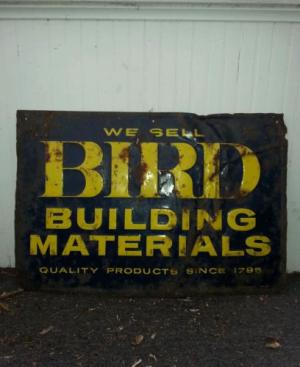 WE SELL
BIRD
BUILDING
MATERIALS
QUALITY PRODUCTS SINCE 1795